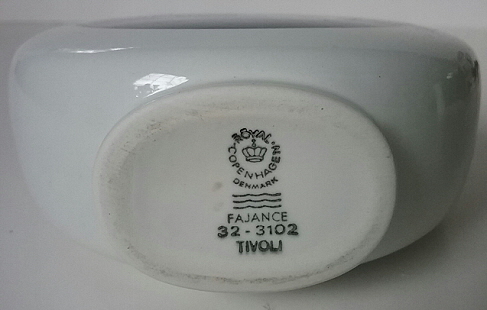 ROYAL
COPENHAGEN
DENMARK
FAJANCE
32 - 3102
TIVOLI